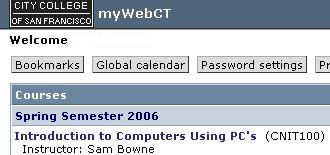 CITY COLLEGE
OF SAN FRANCISCO
myWebCT
Welcome
Bookmarks Global calendar Password settings
Courses
Spring Semester 2006
Introduction to Computers Using PC's (CNIT100)
Instructor: Sam Bowne